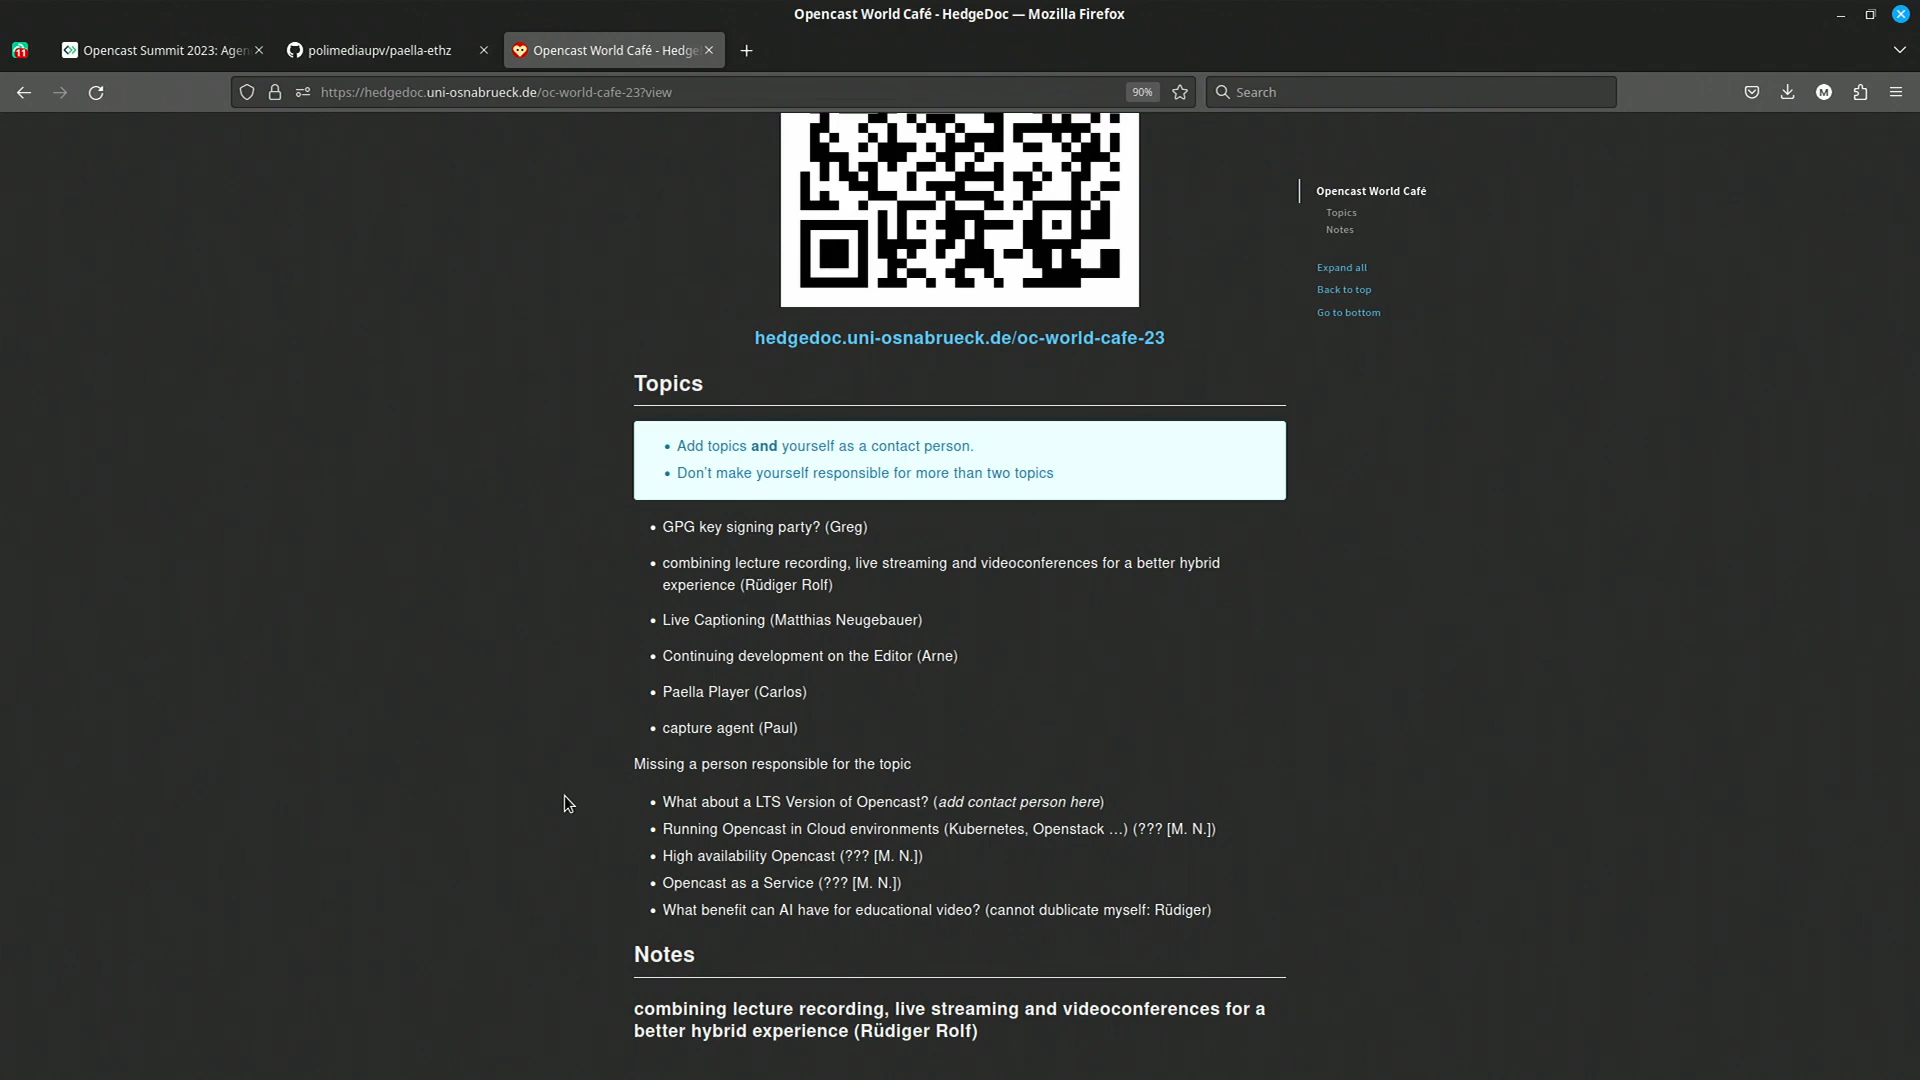 Opencast World Café - HedgeDoc — Mozilla Firefox
11
Opencast Summit 2023: Agen
polimediaupv/paella-ethz
Opencast World Café - Hedge
https://hedgedoc.uni-osnabrueck.de/oc-world-cafe-23?view
90%
Search
M
Opencast World Café
Topics
Notes
Expand all
Back to top
Go to bottom
hedgedoc.uni-osnabrueck.de/oc-world-cafe-23
Topics
• Add topics and yourself as a contact person.
• Don't make yourself responsible for more than two topics
• GPG key signing party? (Greg)
• combining lecture recording, live streaming and videoconferences for a better hybrid
experience (Rüdiger Rolf)
• Live Captioning (Matthias Neugebauer)
• Continuing development on the Editor (Arne)
• Paella Player (Carlos)
• capture agent (Paul)
Missing a person responsible for the topic
• What about a LTS Version of Opencast? (add contact person here)
• Running Opencast in Cloud environments (Kubernetes, Openstack …) (??? [M. N.])
• High availability Opencast (??? [M. N.])
• Opencast as a Service (??? [M. N.])
• What benefit can AI have for educational video? (cannot dublicate myself: Rüdiger)
Notes
combining lecture recording, live streaming and videoconferences for a
better hybrid experience (Rüdiger Rolf)